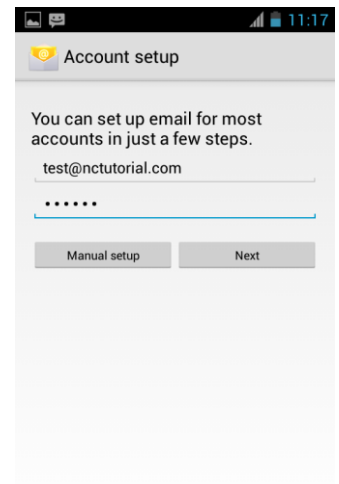 11:17
Account setup
You can set up email for most
accounts in just a few steps.
test@nctutorial.com
••••••
Manual setup
Next